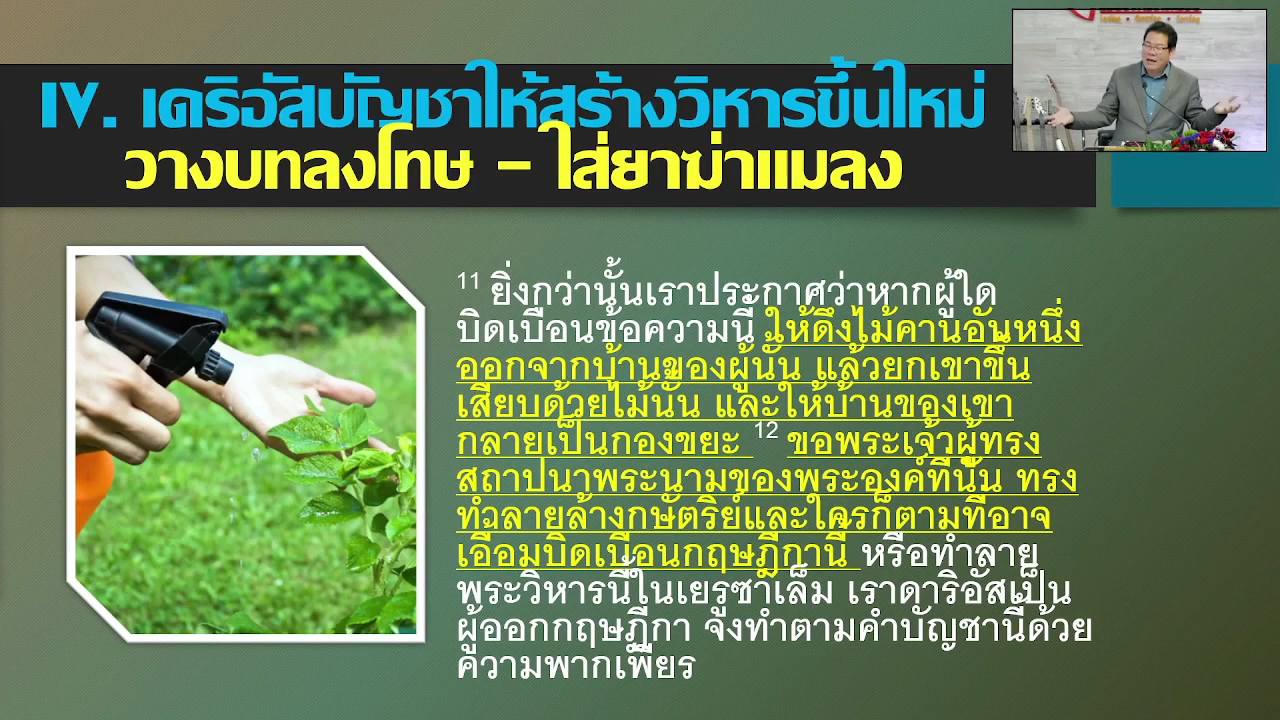 IV. เดริอัสบัญชาให้สร้างวิหารขึ้นใหม่
วางบทลงโทษ – ใส่ยาฆ่าแมลง
11 ยิ่งกว่านั้นเราประกาศว่าหากผู้ใด
บิดเบือนข้อความนี้ ให้ดึงไม้คานอันหนึ่ง
ออกจากบ้านของผู้นั้น แล้วยกเขาขึ้น
เสียบด้วยไม้นั้น และให้บ้านของเขา
กลายเป็นกองขยะ 12 ขอพระเจ้าผู้ทรง
สถาปนาพระนามของพระองค์ที่นั่น ทรง
ทำลายล้างกษัตริย์และใครก็ตามที่อาจ
เอื้อมบิดเบือนกฤษฎีกานี้ หรือทำลาย
พระวิหารนี้ในเยรูซาเล็ม เราดาริอัสเป็น
ผู้ออกกฤษฎีกา จงทำตามคำบัญชานี้ด้วย
ความพากเพียร